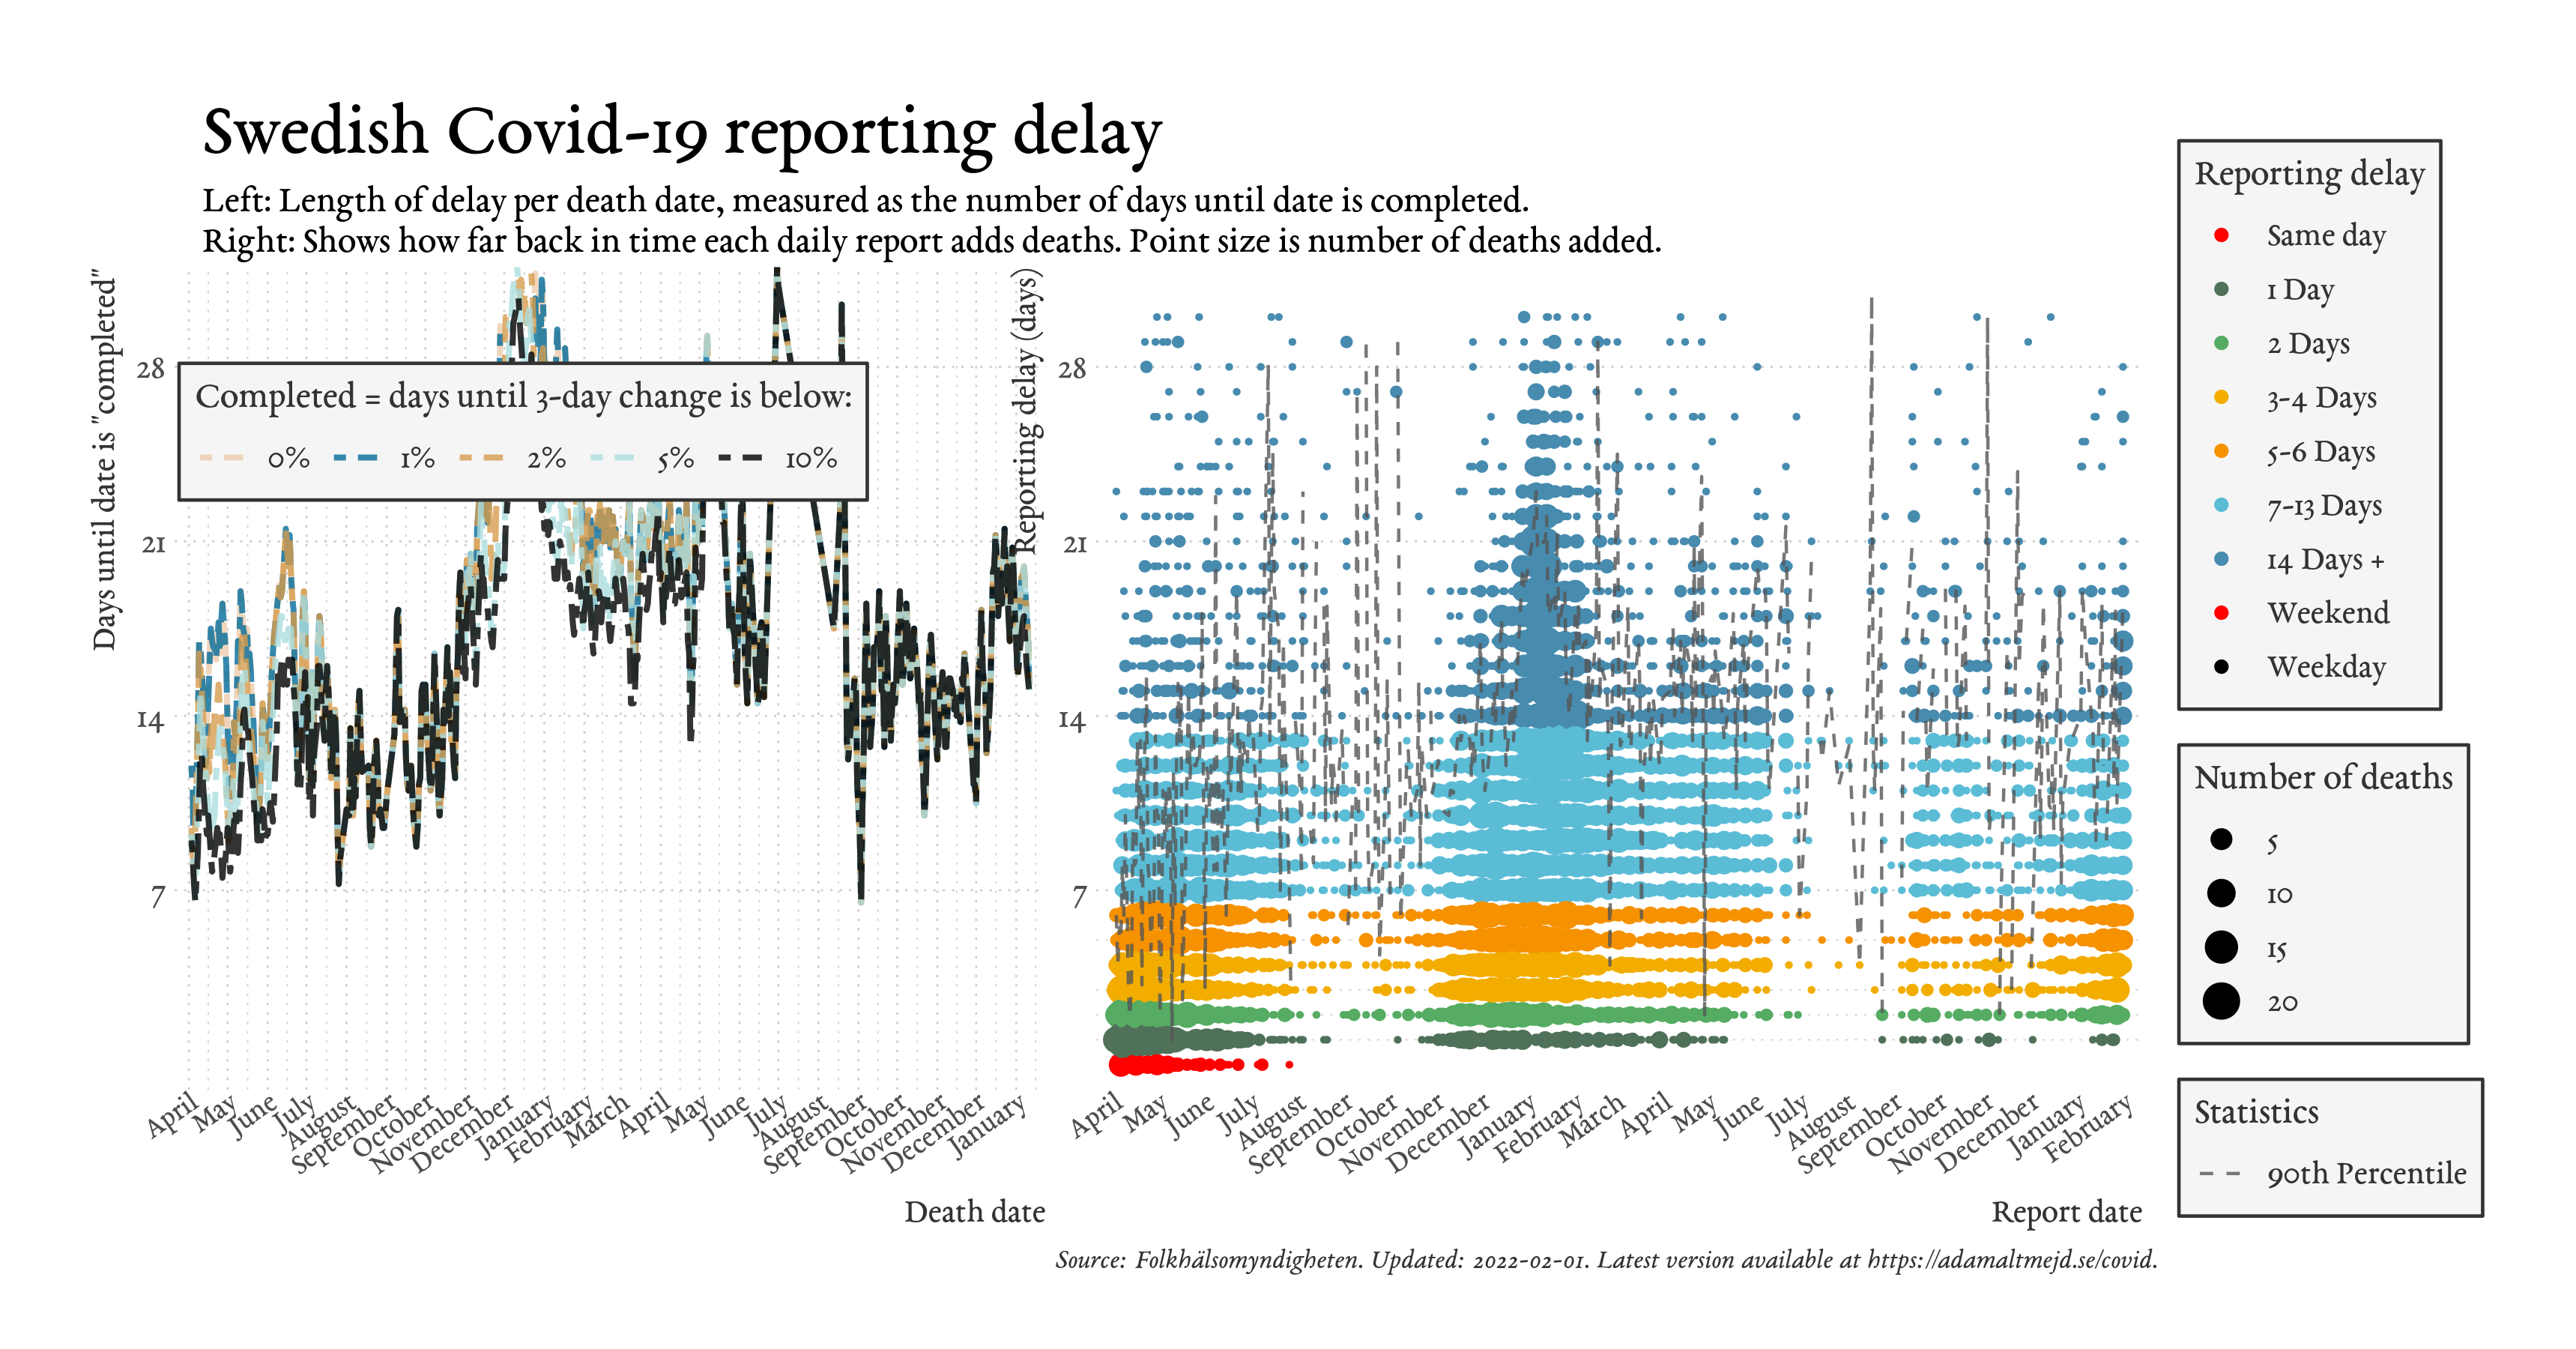 Swedish Covid-19 reporting delay
Left: Length of delay per death date, measured as the number of days until date is completed.
Right: Shows how far back in time each daily report adds deaths. Point size is number of deaths added.
Days until date is "completed"
28
21
14
7
Completed = days until 3-day change is below:
0% 1% 2% 5% 10%
April May June July August September October November December January February March April May June July August September October November December January
Death date
Reporting delay (days)
28
21
14
7
April May June July August September October November December January February March April May June July August September October November December January February
Report date
Reporting delay
Same day
1 Day
2 Days
3-4 Days
5-6 Days
7-13 Days
14 Days +
Weekend
Weekday
Number of deaths
5
10
15
20
Statistics
90th Percentile
Source: Folkhälsomyndigheten. Updated: 2022-02-01. Latest version available at https://adamaltmejd.se/covid.